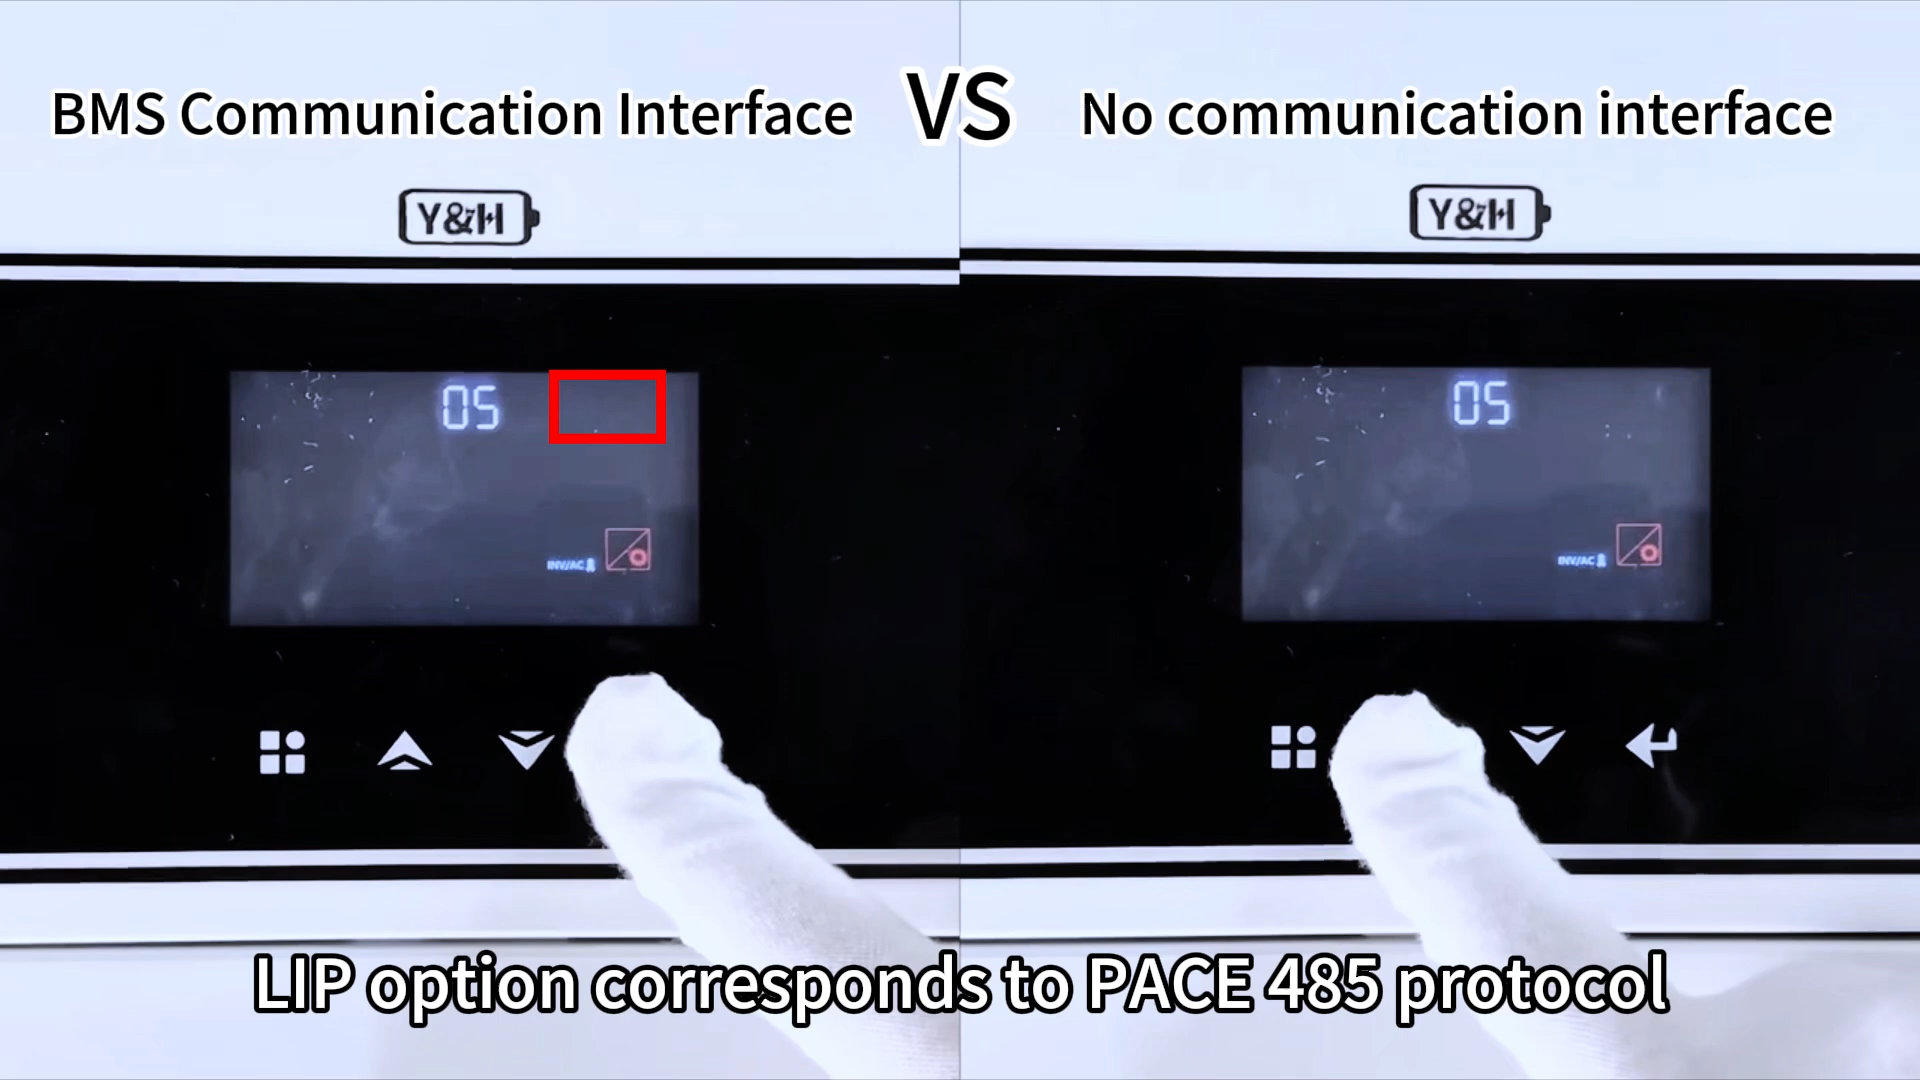 BMS Communication Interface
VS
No communication interface
Y&H
Y&H
05
05
INV/AC
INV/AC
LIP option corresponds to PACE 485 protocol